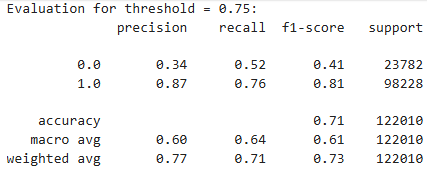 Evaluation for threshold = 0.75:
precision recall f1-score support
0.0 0.34 0.52 0.41 23782
1.0 0.87 0.76 0.81 98228
accuracy 0.71 122010
macro avg 0.60 0.64 0.61 122010
weighted avg 0.77 0.71 0.73 122010